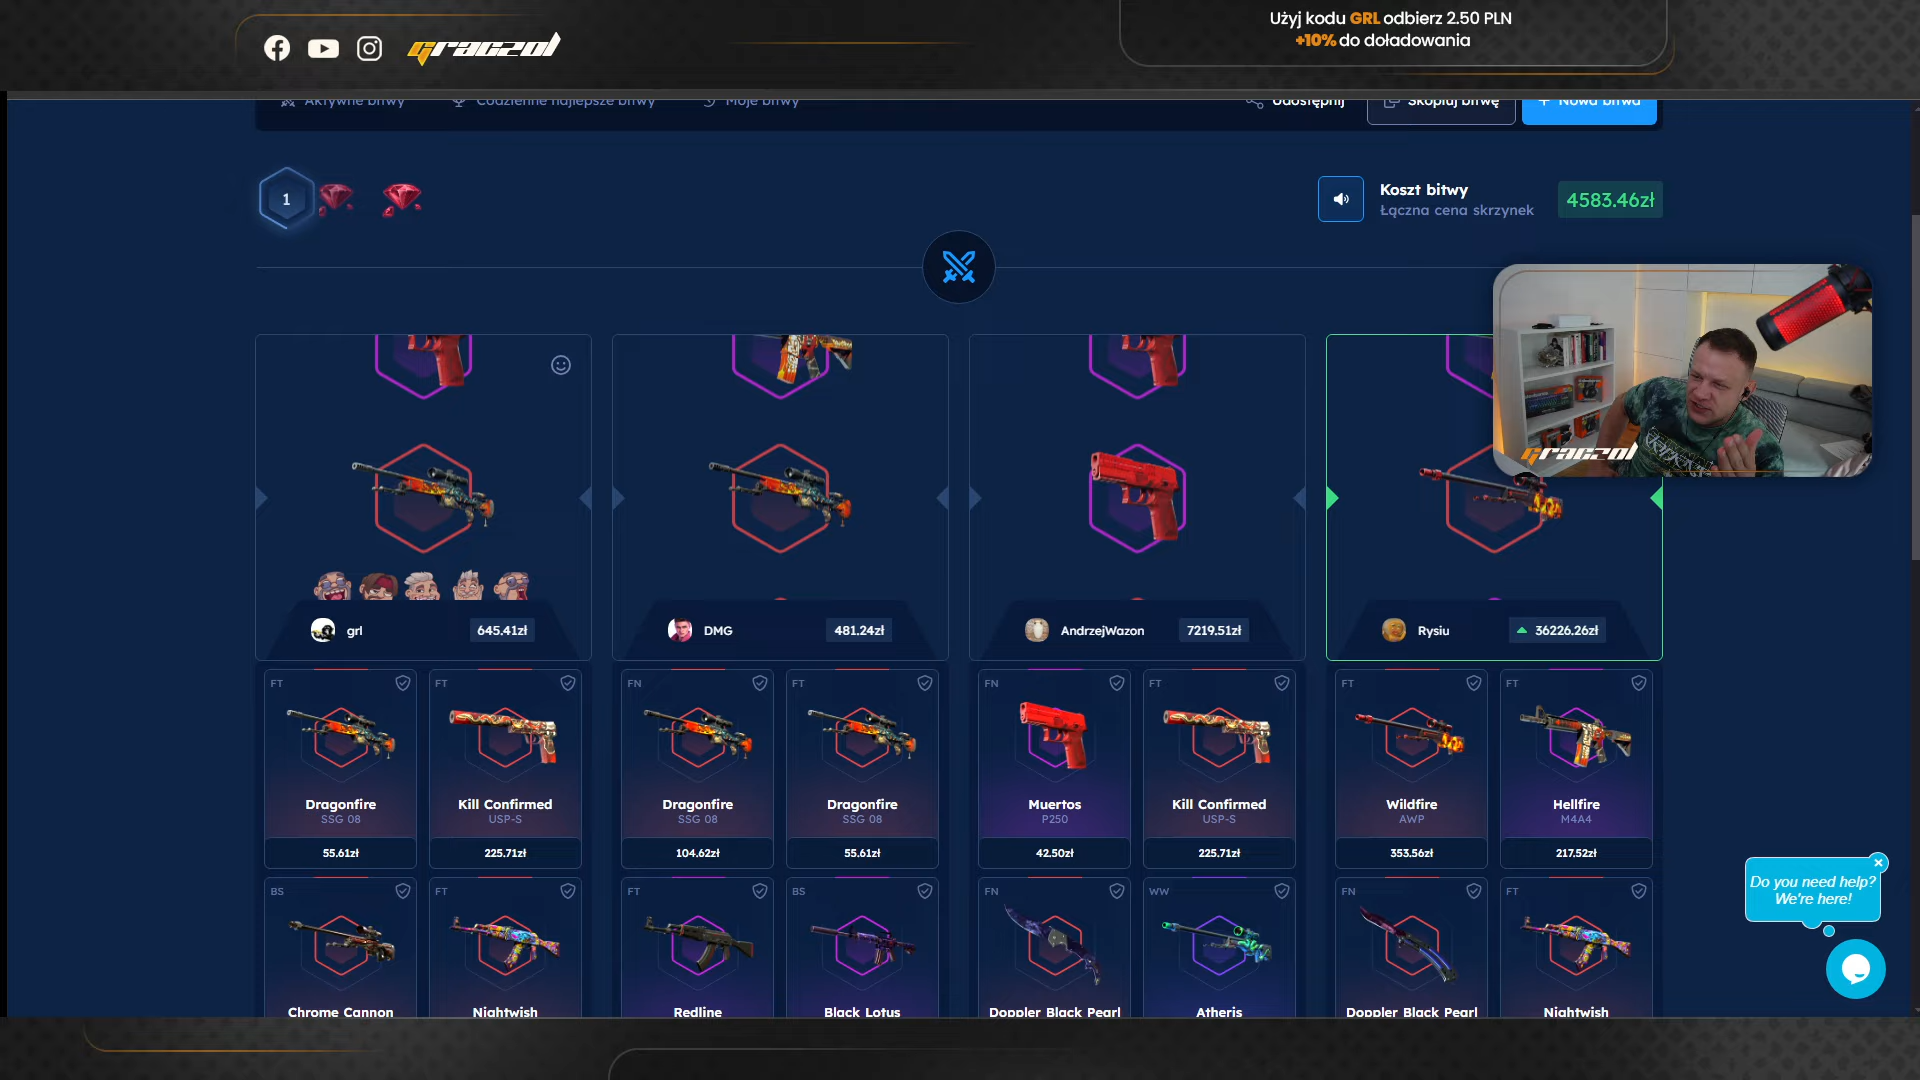 graczol
Użyj kodu GRL odbierz 2.50 PLN
+10% do doładowania
Aktywne bitwy
Codzienne najlepsze bitwy
Moje bitwy
Udostępnij
Skopiuj bitwę
+ Nowa bitwa
1
Koszt bitwy
Łączna cena skrzynek
4583.46zł
graczol
grl
645.41zł
DMG
481.24zł
AndrzejWazon
7219.51zł
Rysiu
36226.26zł
FT
FT
FN
FT
FN
FT
FT
FT
Dragonfire
Kill Confirmed
Dragonfire
Dragonfire
Muertos
Kill Confirmed
Wildfire
Hellfire
SSG 08
USP-S
SSG 08
SSG 08
P250
USP-S
AWP
M4A4
55.61zł
225.71zł
104.62zł
55.61zł
42.50zł
225.71zł
353.56zł
217.52zł
BS
FT
FT
BS
FN
WW
FN
FT
Chrome Cannon
Nightwish
Redline
Black Lotus
Doppler Black Pearl
Atheris
Doppler Black Pearl
Nightwish
Do you need help?
We're here!